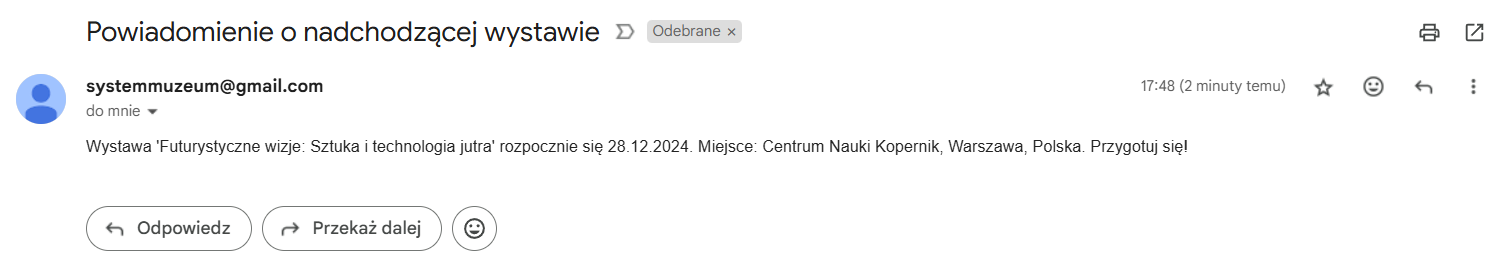 Powiadomienie o nadchodzącej wystawie Odebrane ×
systemmuzeum@gmail.com 17:48 (2 minuty temu)
do mnie
Wystawa 'Futurystyczne wizje: Sztuka i technologia jutra' rozpocznie się 28.12.2024. Miejsce: Centrum Nauki Kopernik, Warszawa, Polska. Przygotuj się!
Odpowiedz Przekaż dalej